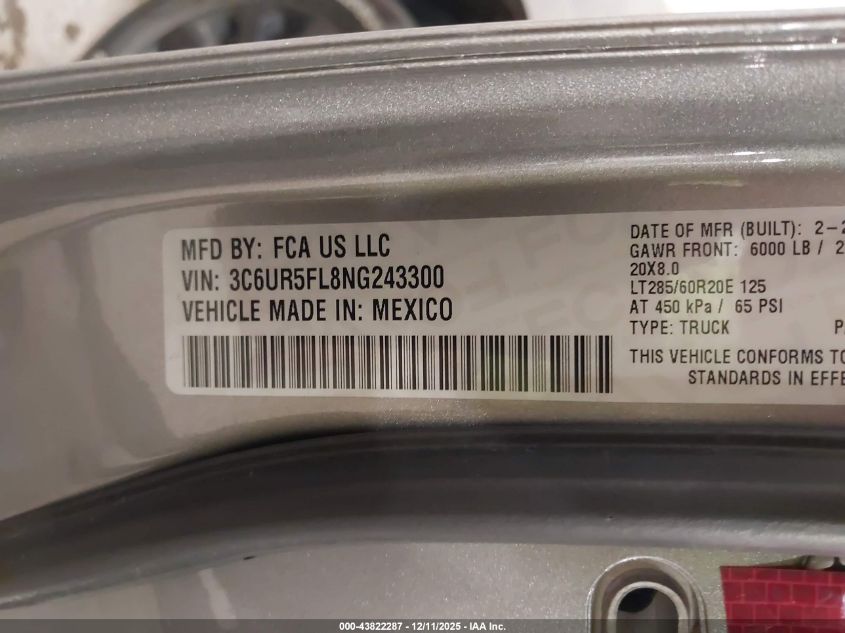 MFD BY: FCA US LLC
VIN: 3C6UR5FL8NG243300
VEHICLE MADE IN: MEXICO
DATE OF MFR (BUILT): 2-2
GAWR FRONT: 6000 LB / 2
20X8.0
LT285/60R20E 125
AT 450 kPa / 65 PSI
TYPE: TRUCK P
THIS VEHICLE CONFORMS TO
STANDARDS IN EFFE
000-43822287 - 12/11/2025 - IAA Inc.